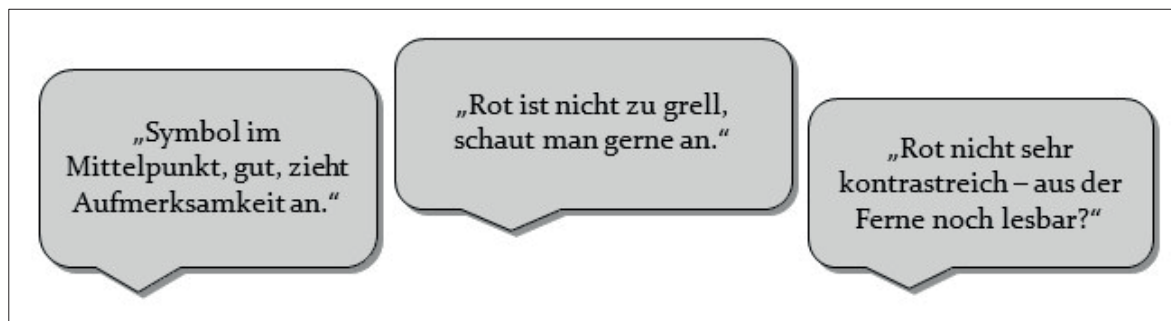 „Symbol im
Mittelpunkt, gut, zieht
Aufmerksamkeit an.“
„Rot ist nicht zu grell,
schaut man gerne an.“
„Rot nicht sehr
kontrastreich – aus der
Ferne noch lesbar?“